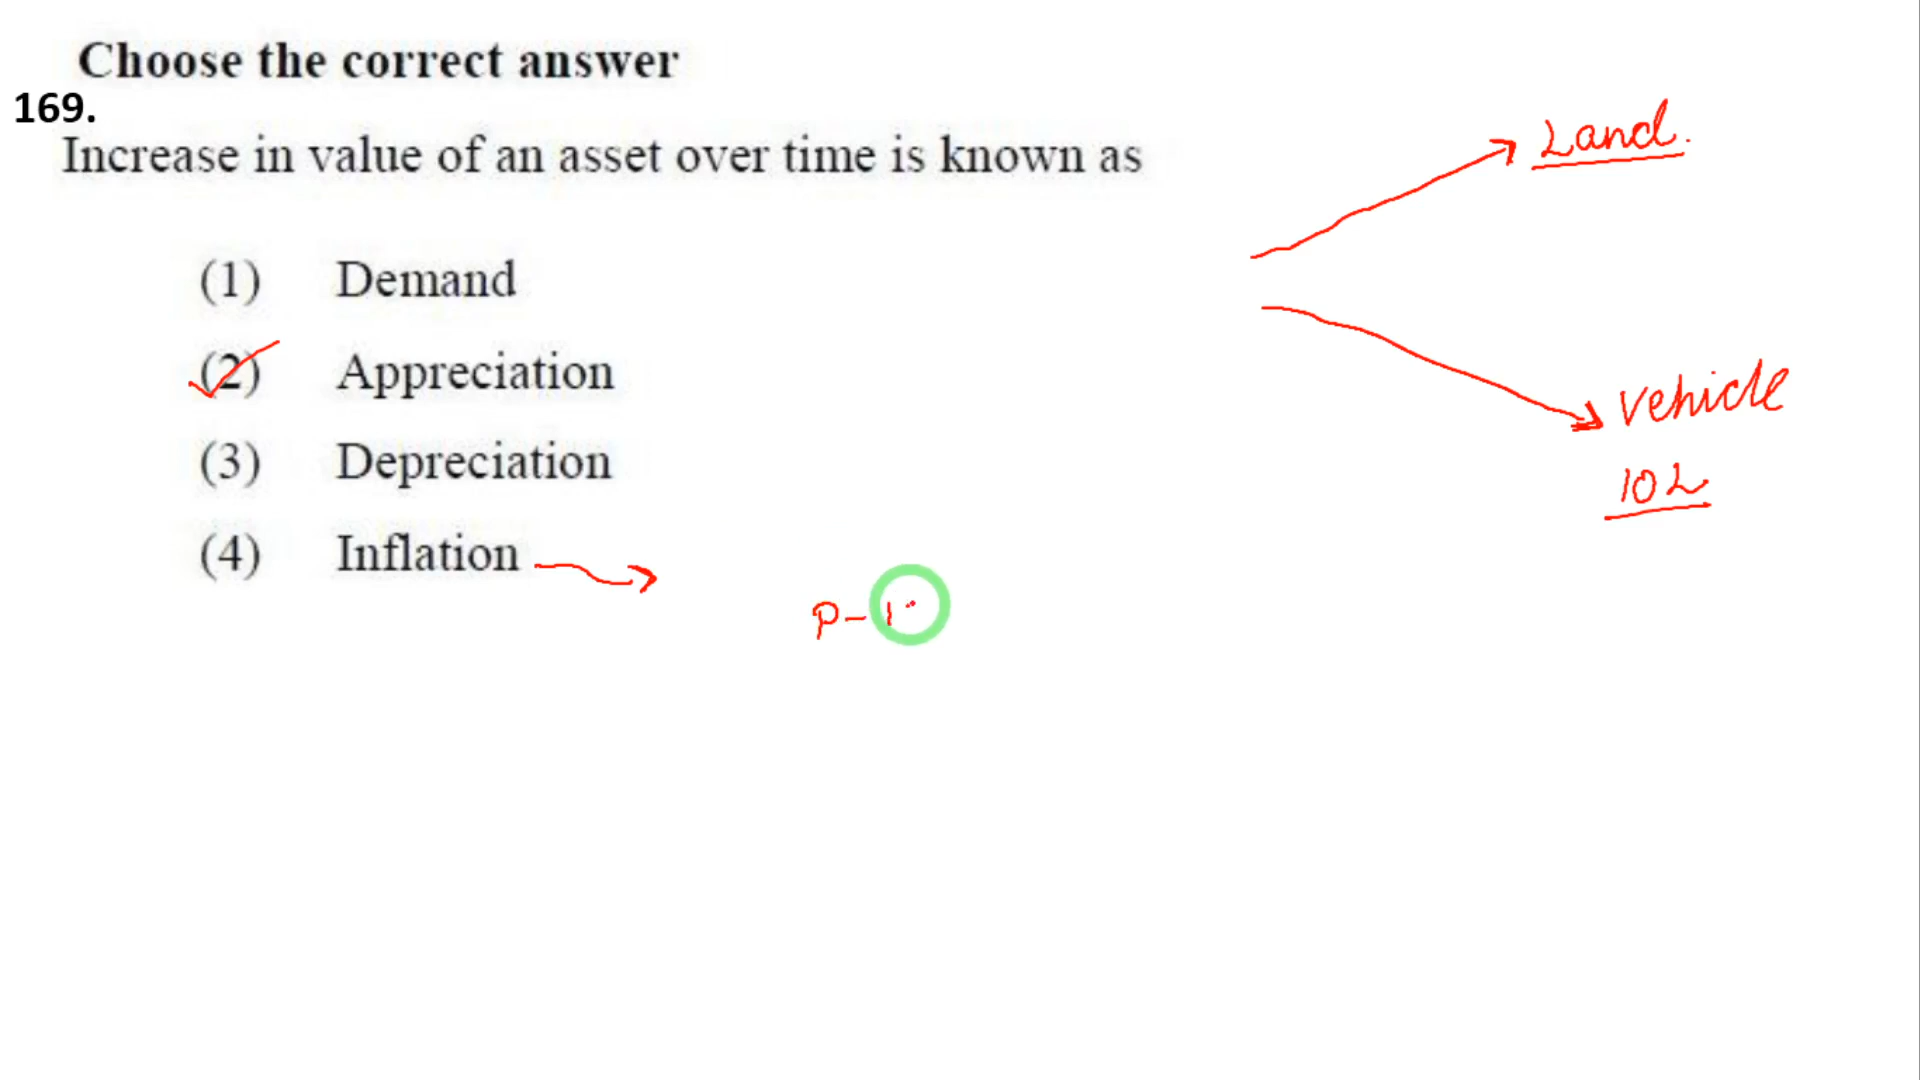 Choose the correct answer
169.
Increase in value of an asset over time is known as
(1) Demand
(2) Appreciation
(3) Depreciation
(4) Inflation
Land.
Vehicle
10L
P-1